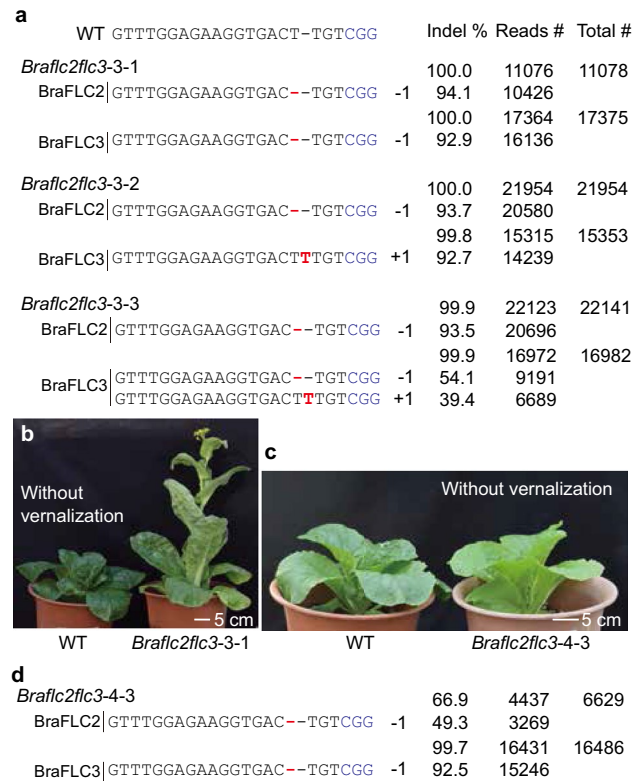 a
WT GTTTGGAGAAGGTGACT-TGTCGG Indel % Reads # Total #
Braflc2flc3-3-1 100.0 11076 11078
BraFLC2 GTTTGGAGAAGGTGAC--TGTCGG -1 94.1 10426
100.0 17364 17375
BraFLC3 GTTTGGAGAAGGTGAC--TGTCGG -1 92.9 16136
Braflc2flc3-3-2 100.0 21954 21954
BraFLC2 GTTTGGAGAAGGTGAC--TGTCGG -1 93.7 20580
99.8 15315 15353
BraFLC3 GTTTGGAGAAGGTGACTTTGTCGG +1 92.7 14239
Braflc2flc3-3-3 99.9 22123 22141
BraFLC2 GTTTGGAGAAGGTGAC--TGTCGG -1 93.5 20696
99.9 16972 16982
BraFLC3 GTTTGGAGAAGGTGAC--TGTCGG -1 54.1 9191
GTTTGGAGAAGGTGACTTTGTCGG +1 39.4 6689
b
Without
vernalization
5 cm
WT Braflc2flc3-3-1
c
Without vernalization
5 cm
WT Braflc2flc3-4-3
d
Braflc2flc3-4-3 66.9 4437 6629
BraFLC2 GTTTGGAGAAGGTGAC--TGTCGG -1 49.3 3269
99.7 16431 16486
BraFLC3 GTTTGGAGAAGGTGAC--TGTCGG -1 92.5 15246